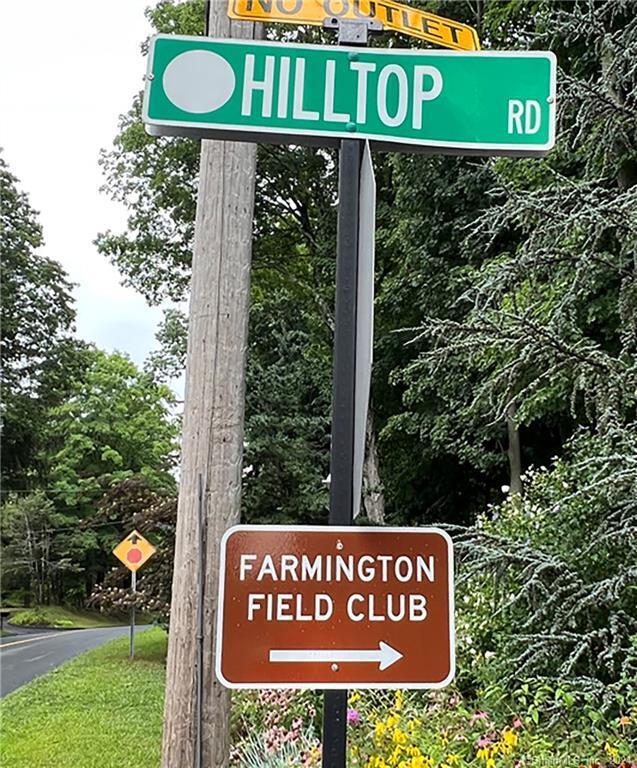 NO OUTLET
HILLTOP RD
FARMINGTON
FIELD CLUB